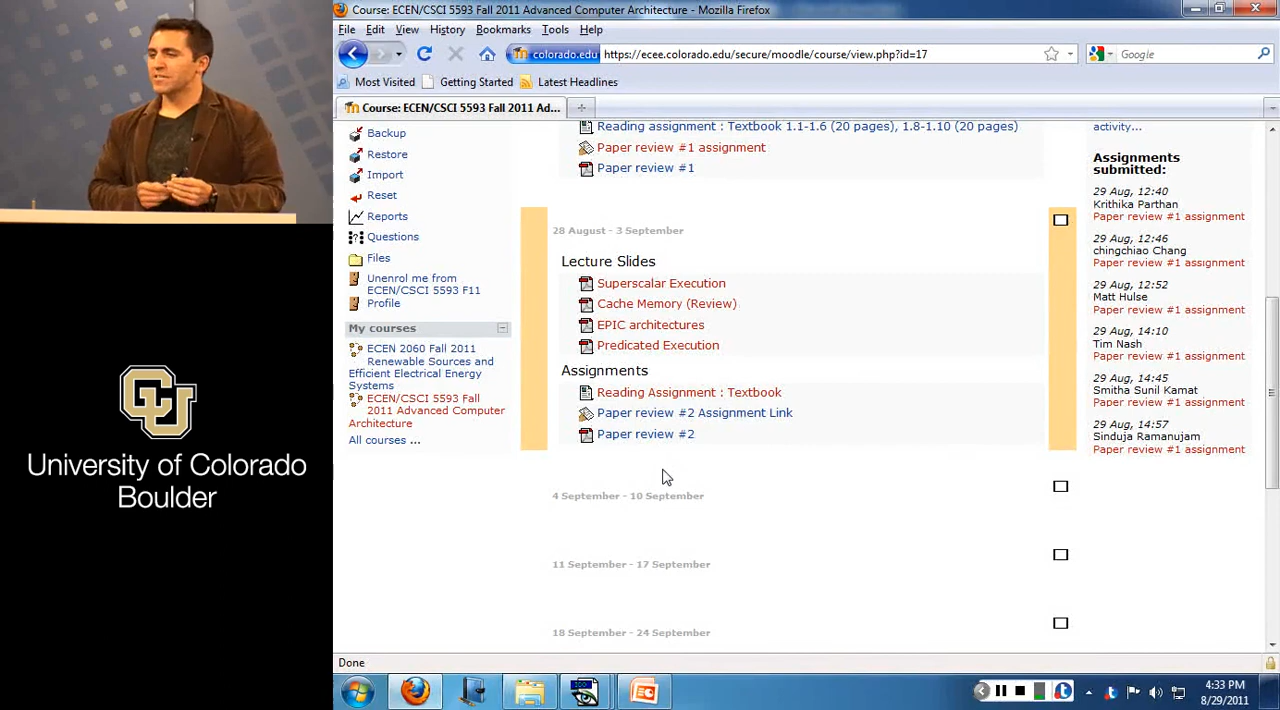 Course: ECEN/CSCI 5593 Fall 2011 Advanced Computer Architecture - Mozilla Firefox
File Edit View History Bookmarks Tools Help
colorado.edu https://ecee.colorado.edu/secure/moodle/course/view.php?id=17
Google
Most Visited Getting Started Latest Headlines
Course: ECEN/CSCI 5593 Fall 2011 Ad...
Backup
Restore
Import
Reset
Reports
Questions
Files
Unenrol me from
ECEN/CSCI 5593 F11
Profile
My courses
ECEN 2060 Fall 2011
Renewable Sources and
Efficient Electrical Energy
Systems
ECEN/CSCI 5593 Fall
2011 Advanced Computer
Architecture
All courses ...
Reading assignment : Textbook 1.1-1.6 (20 pages), 1.8-1.10 (20 pages)
Paper review #1 assignment
Paper review #1
28 August - 3 September
Lecture Slides
Superscalar Execution
Cache Memory (Review)
EPIC architectures
Predicated Execution
Assignments
Reading Assignment : Textbook
Paper review #2 Assignment Link
Paper review #2
4 September - 10 September
11 September - 17 September
18 September - 24 September
activity...
Assignments
submitted:
29 Aug, 12:40
Krithika Parthan
Paper review #1 assignment
29 Aug, 12:46
chingchiao Chang
Paper review #1 assignment
29 Aug, 12:52
Matt Hulse
Paper review #1 assignment
29 Aug, 14:10
Tim Nash
Paper review #1 assignment
29 Aug, 14:45
Smitha Sunil Kamat
Paper review #1 assignment
29 Aug, 14:57
Sinduja Ramanujam
Paper review #1 assignment
CU
University of Colorado
Boulder
Done
4:33 PM
8/29/2011